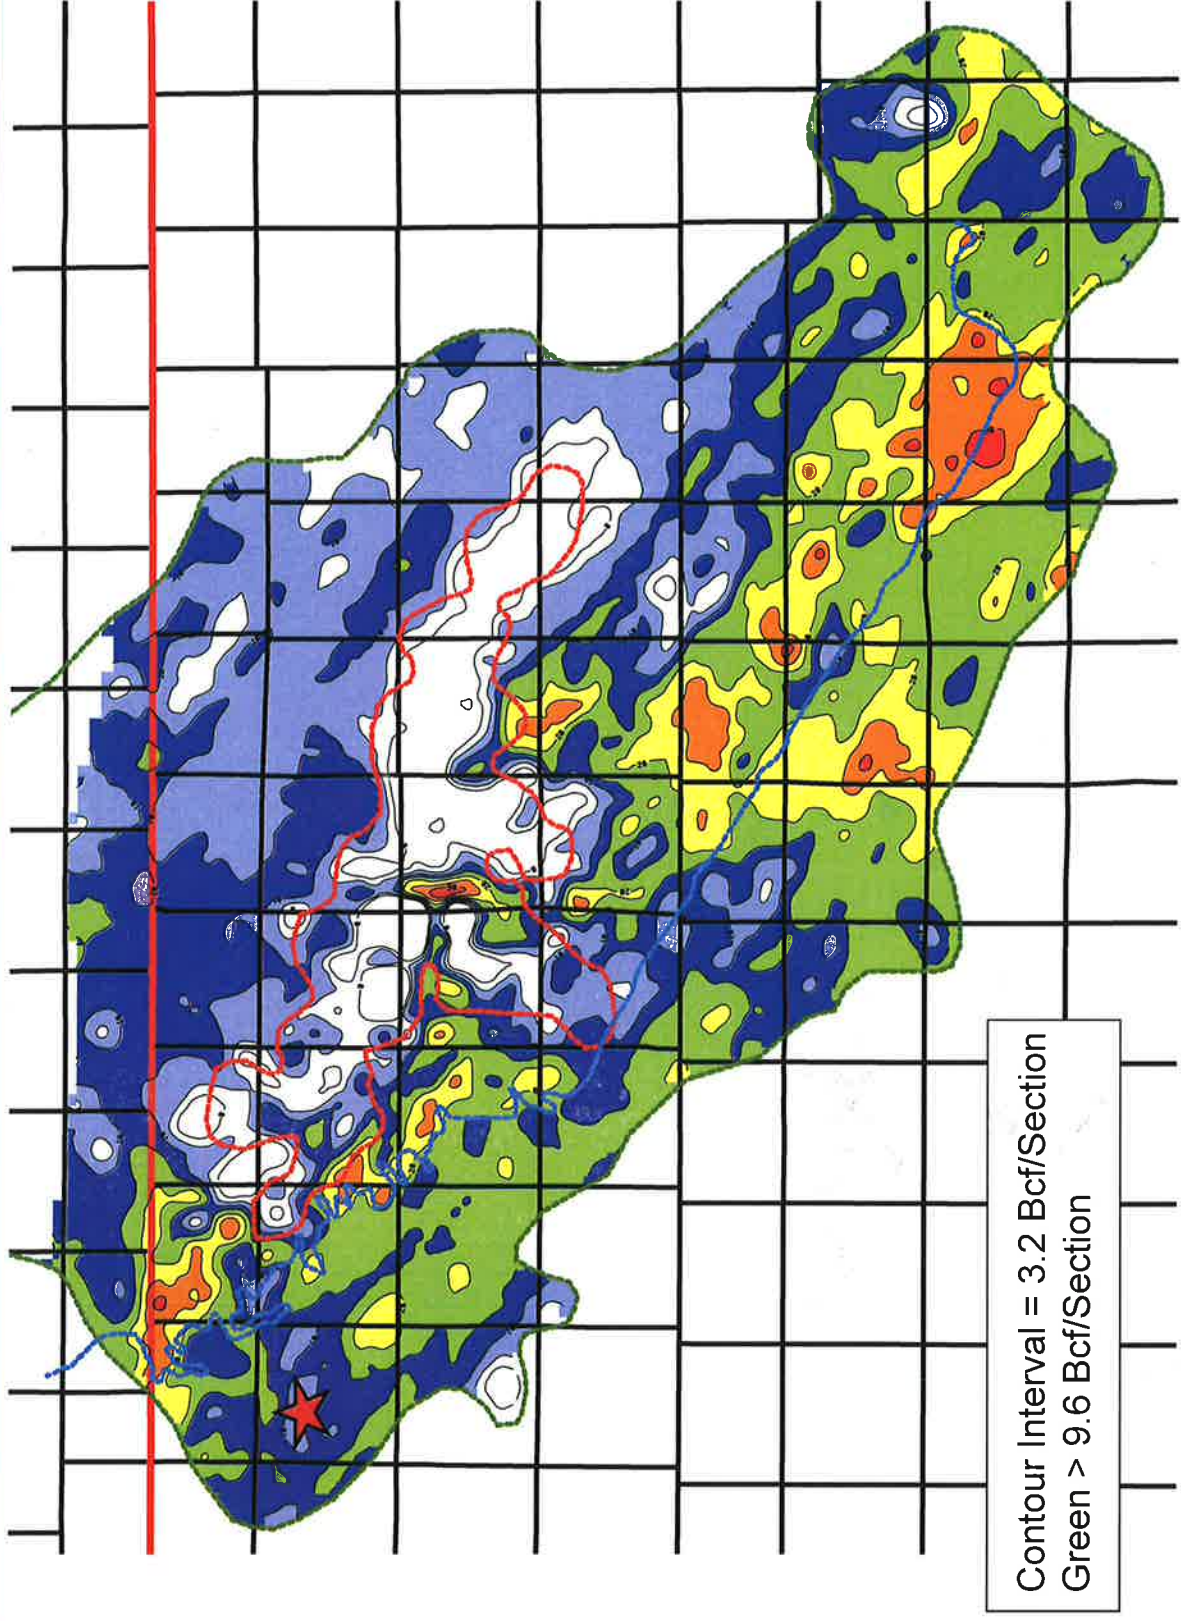 Contour Interval = 3.2 Bcf/Section
Green > 9.6 Bcf/Section